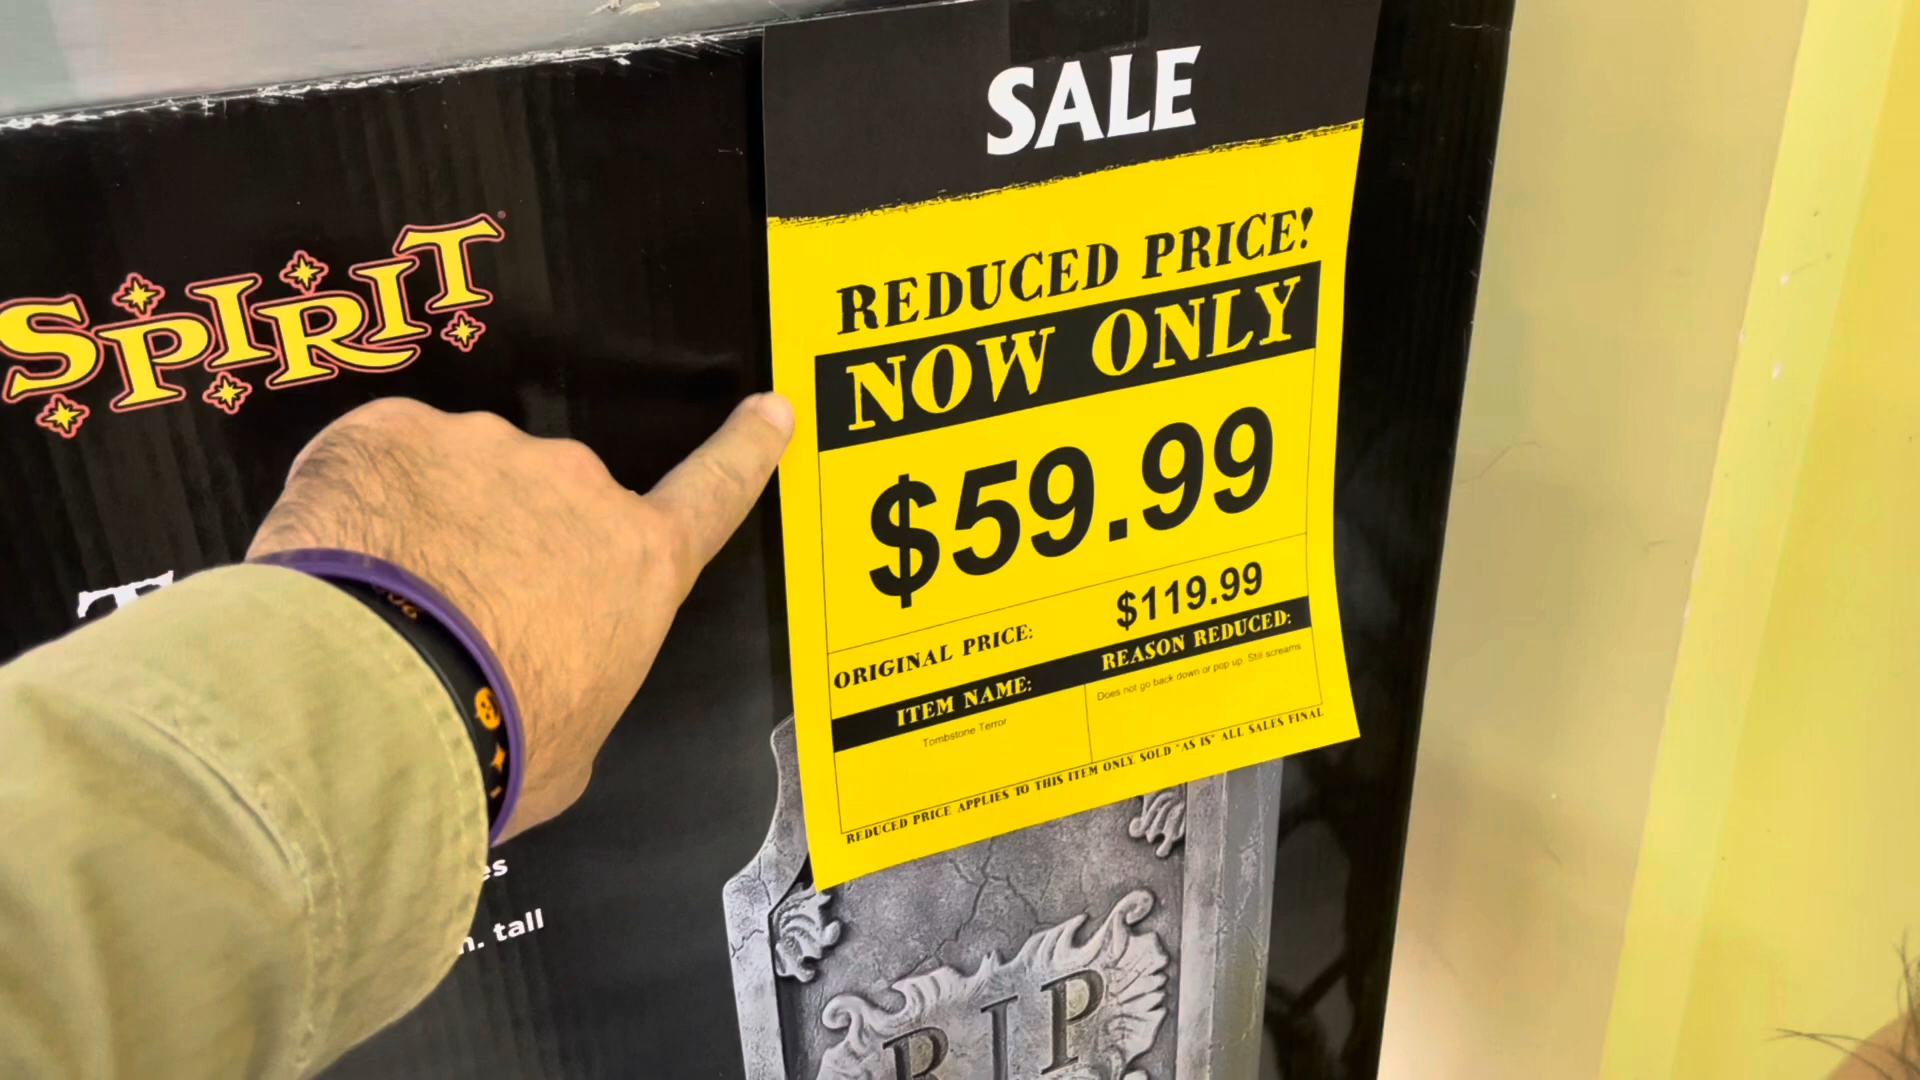 SPIRIT
SALE
REDUCED PRICE!
NOW ONLY
$59.99
ORIGINAL PRICE: $119.99
ITEM NAME: REASON REDUCED:
Tombstone Terror Does not go back down or pop up. Still screams
REDUCED PRICE APPLIES TO THIS ITEM ONLY. SOLD "AS IS" ALL SALES FINAL
tall
RIP